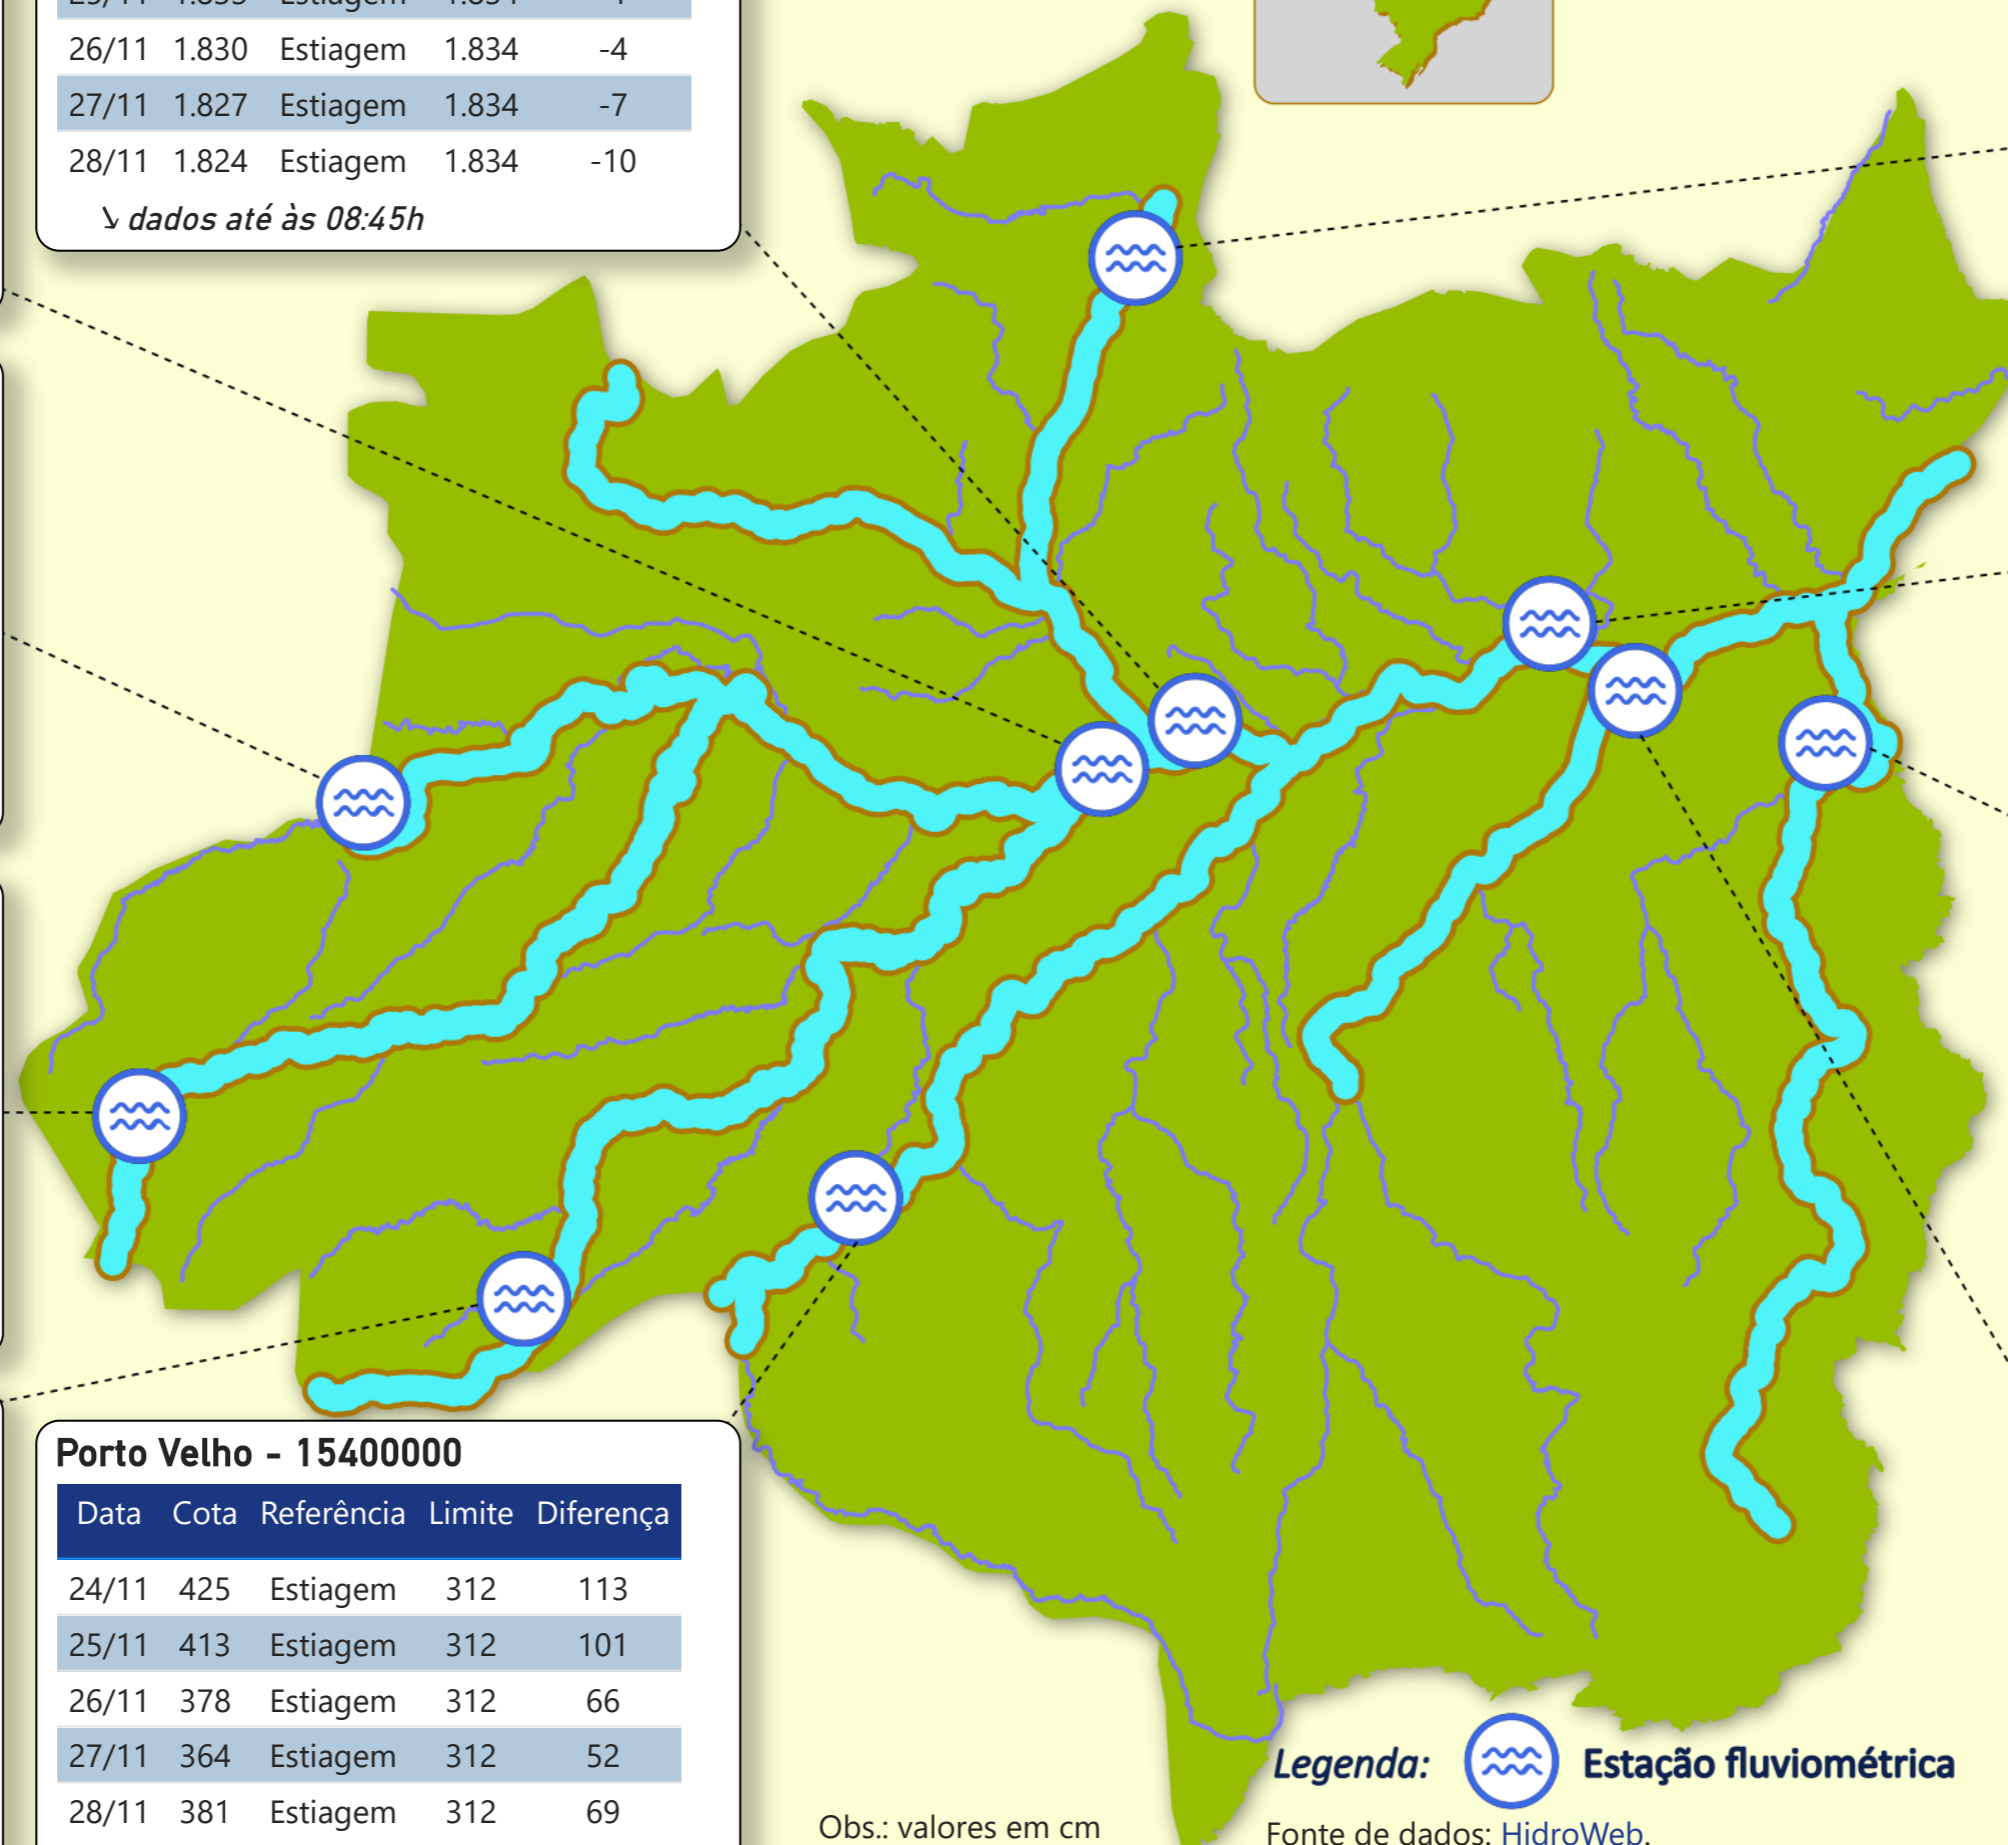 26/11 1.830 Estiagem 1.834 -4
27/11 1.827 Estiagem 1.834 -7
28/11 1.824 Estiagem 1.834 -10
↘ dados até às 08:45h
Porto Velho - 15400000
Data Cota Referência Limite Diferença
24/11 425 Estiagem 312 113
25/11 413 Estiagem 312 101
26/11 378 Estiagem 312 66
27/11 364 Estiagem 312 52
28/11 381 Estiagem 312 69
Legenda: Estação fluviométrica
Obs.: valores em cm
Fonte de dados: HidroWeb.